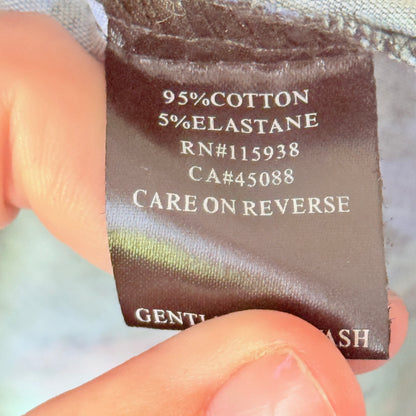 95%COTTON
5%ELASTANE
RN#115938
CA#45088
CARE ON REVERSE